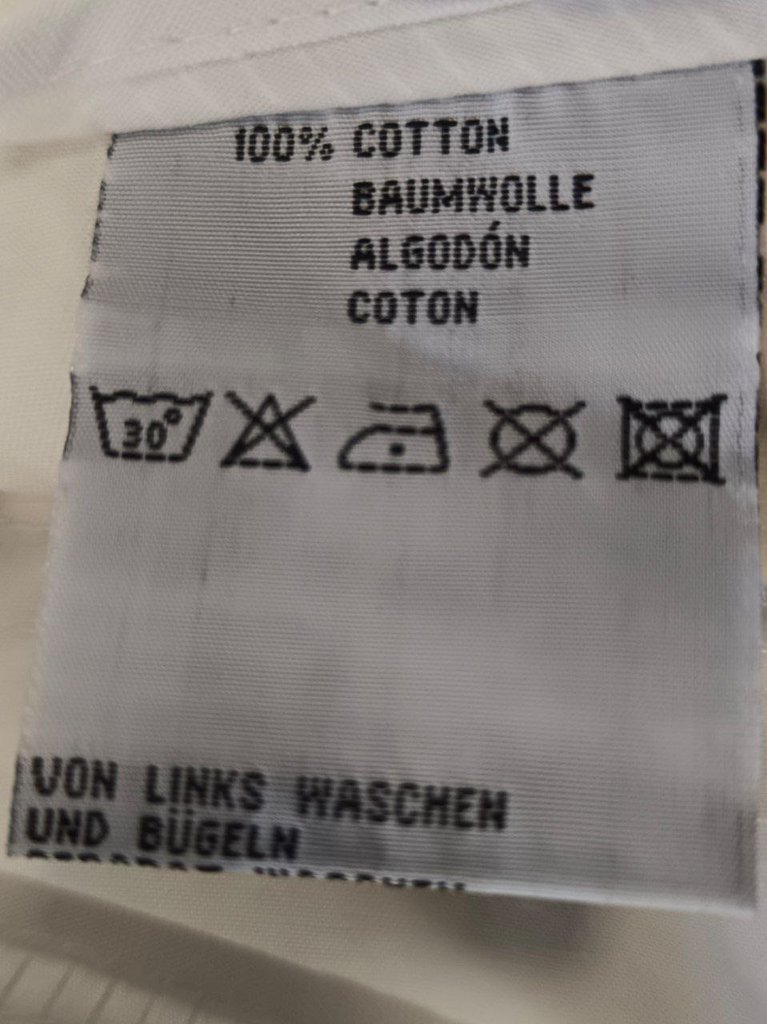 100% COTTON
BAUMWOLLE
ALGODÓN
COTON
30°
VON LINKS WASCHEN
UND BÜGELN